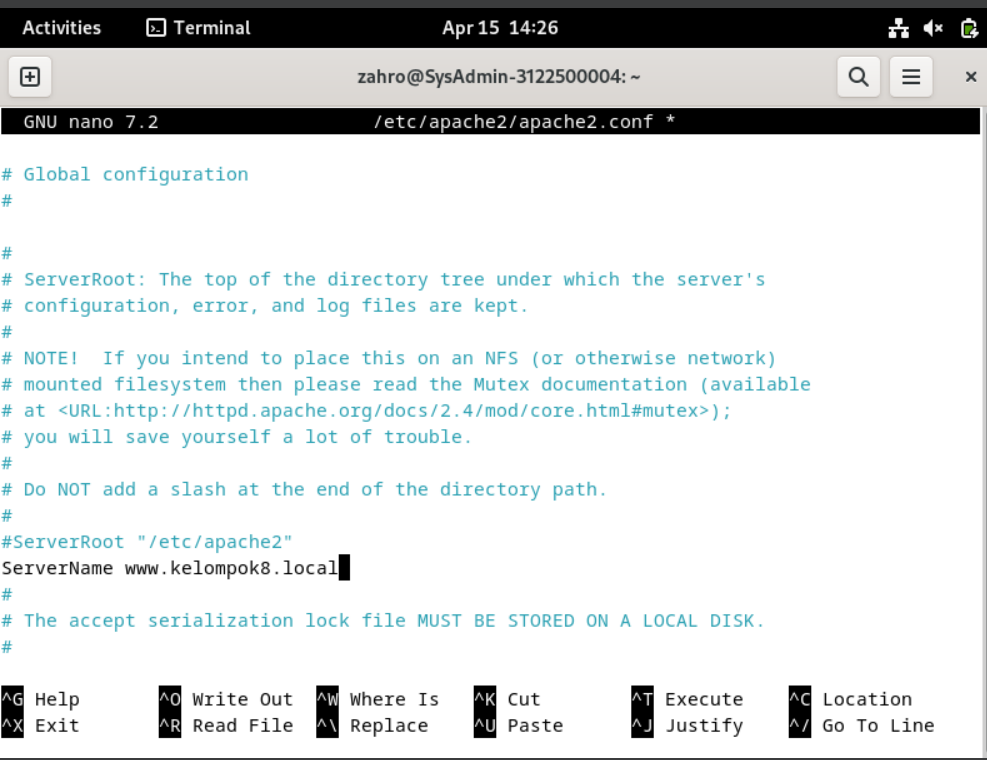 Activities Terminal Apr 15 14:26
zahro@SysAdmin-3122500004: ~
GNU nano 7.2 /etc/apache2/apache2.conf *
# Global configuration
#
#
# ServerRoot: The top of the directory tree under which the server's
# configuration, error, and log files are kept.
#
# NOTE!  If you intend to place this on an NFS (or otherwise network)
# mounted filesystem then please read the Mutex documentation (available
# at <URL:http://httpd.apache.org/docs/2.4/mod/core.html#mutex>);
# you will save yourself a lot of trouble.
#
# Do NOT add a slash at the end of the directory path.
#
#ServerRoot "/etc/apache2"
ServerName www.kelompok8.local
#
# The accept serialization lock file MUST BE STORED ON A LOCAL DISK.
#
^G Help ^O Write Out ^W Where Is ^K Cut ^T Execute ^C Location
^X Exit ^R Read File ^\ Replace ^U Paste ^J Justify ^/ Go To Line